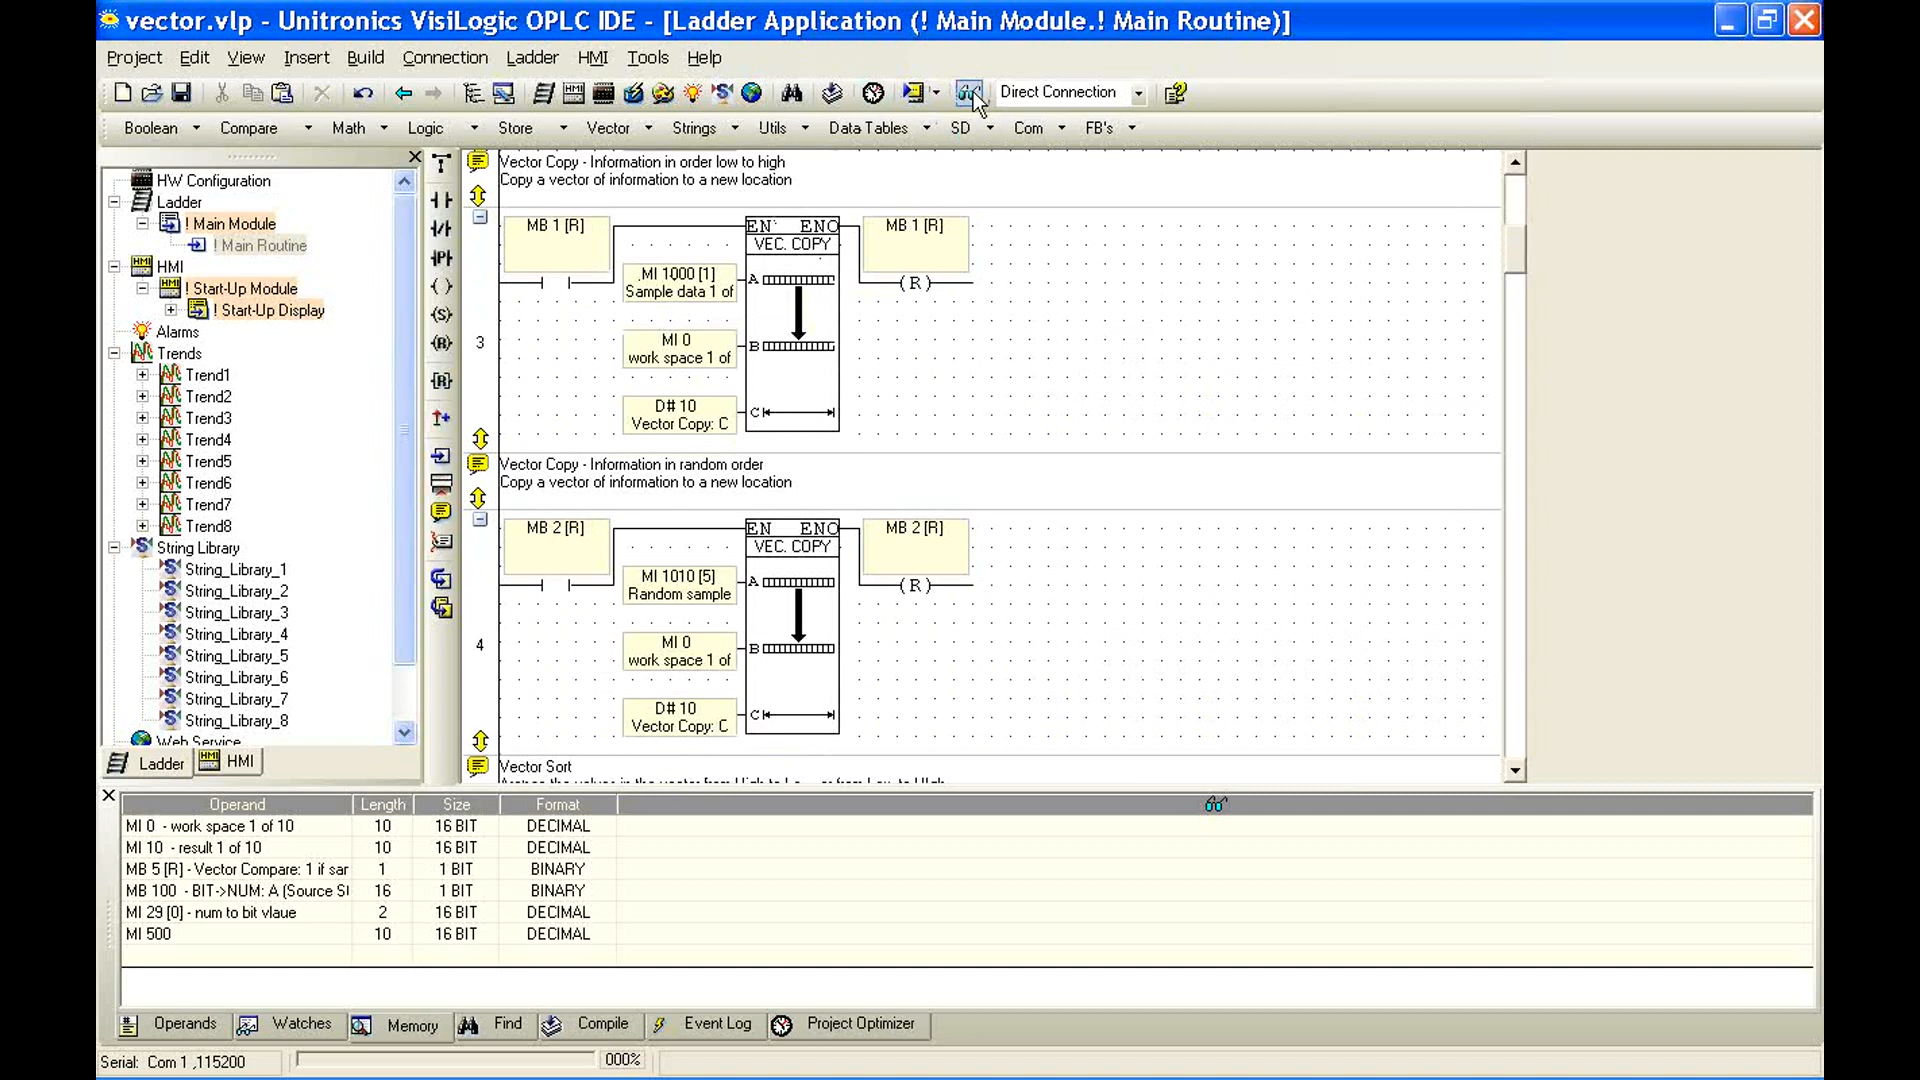 vector.vlp - Unitronics VisiLogic OPLC IDE - [Ladder Application (! Main Module.! Main Routine)]
Project Edit View Insert Build Connection Ladder HMI Tools Help
Direct Connection
Boolean Compare Math Logic Store Vector Strings Utils Data Tables SD Com FB's
HW Configuration
Ladder
! Main Module
! Main Routine
HMI
! Start-Up Module
! Start-Up Display
Alarms
Trends
Trend1
Trend2
Trend3
Trend4
Trend5
Trend6
Trend7
Trend8
String Library
String_Library_1
String_Library_2
String_Library_3
String_Library_4
String_Library_5
String_Library_6
String_Library_7
String_Library_8
Web Service
Ladder HMI
Vector Copy - Information in order low to high
Copy a vector of information to a new location
MB 1 [R] EN ENO MB 1 [R]
VEC. COPY
MI 1000 [1] A
Sample data 1 of
(R)
3
MI 0 B
work space 1 of
D# 10 C
Vector Copy: C
Vector Copy - Information in random order
Copy a vector of information to a new location
MB 2 [R] EN ENO MB 2 [R]
VEC. COPY
MI 1010 [5] A
Random sample
(R)
4
MI 0 B
work space 1 of
D# 10 C
Vector Copy: C
Vector Sort
Operand Length Size Format
MI 0 - work space 1 of 10 10 16 BIT DECIMAL
MI 10 - result 1 of 10 10 16 BIT DECIMAL
MB 5 [R] - Vector Compare: 1 if sar 1 1 BIT BINARY
MB 100 - BIT->NUM: A (Source St 16 1 BIT BINARY
MI 29 [0] - num to bit vlaue 2 16 BIT DECIMAL
MI 500 10 16 BIT DECIMAL
Operands Watches Memory Find Compile Event Log Project Optimizer
Serial: Com 1 ,115200 000%